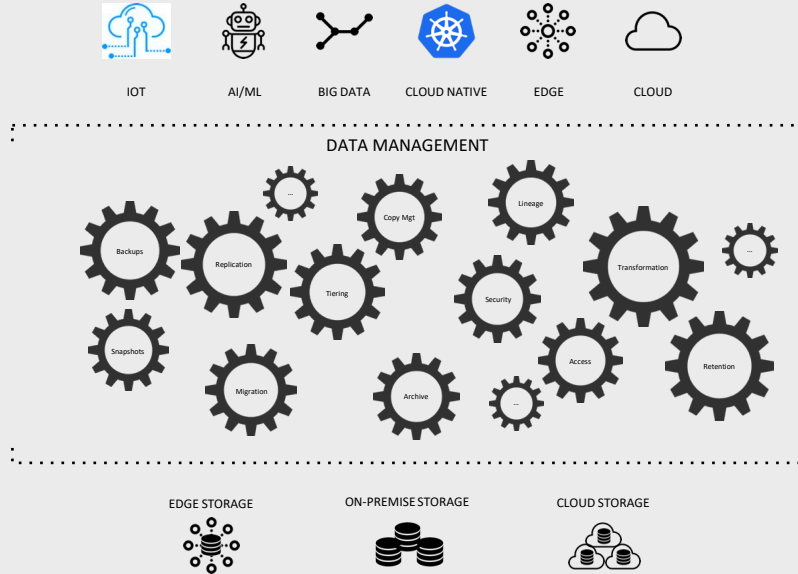 IOT
AI/ML
BIG DATA
CLOUD NATIVE
EDGE
CLOUD
DATA MANAGEMENT
...
Copy Mgt
Lineage
Backups
Replication
Tiering
Security
Transformation
...
Snapshots
Migration
Archive
...
Access
Retention
EDGE STORAGE
ON-PREMISE STORAGE
CLOUD STORAGE